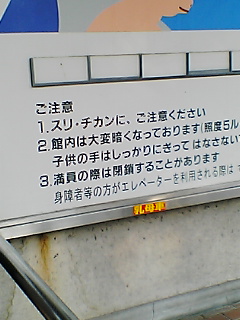 ご注意
1.スリ・チカンに、ご注意ください
2.館内は大変暗くなっております(照度5ル
子供の手はしっかりにぎって はなさない
3.満員の際は閉鎖することがあります
身障者等の方がエレベーターを利用される際は
乳母車